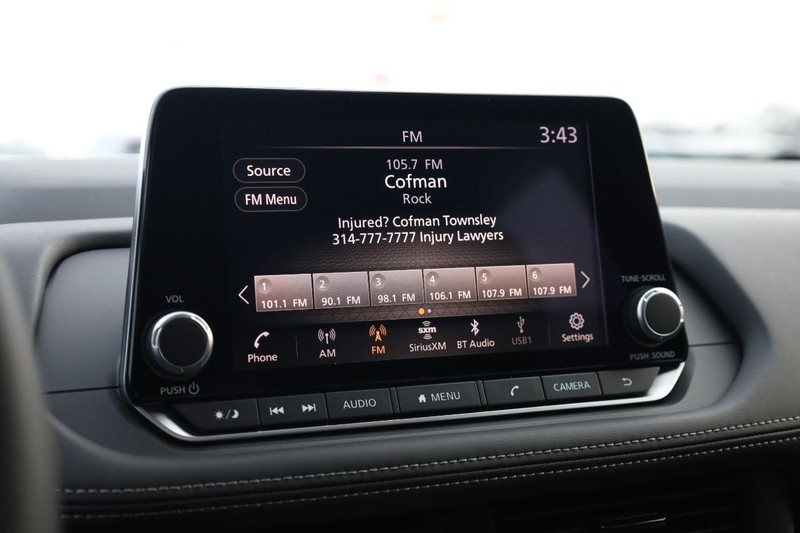 FM
3:43
Source
FM Menu
105.7 FM
Cofman
Rock
Injured? Cofman Townsley
314-777-7777 Injury Lawyers
1 2 3 4 5 6
101.1 FM 90.1 FM 98.1 FM 106.1 FM 107.9 FM 107.9 FM
Phone AM FM sxm SiriusXM BT Audio USB1 Settings
VOL
PUSH
TUNE-SCROLL
PUSH SOUND
AUDIO MENU CAMERA